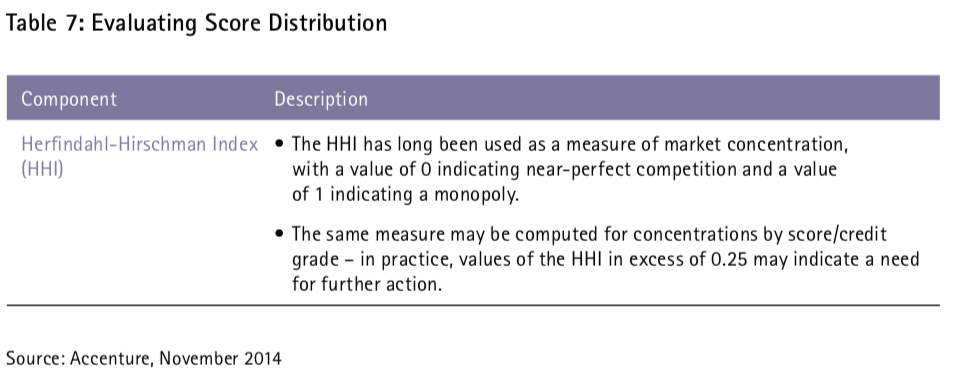 Table 7: Evaluating Score Distribution
Component Description
Herfindahl-Hirschman Index (HHI)
• The HHI has long been used as a measure of market concentration,
with a value of 0 indicating near-perfect competition and a value
of 1 indicating a monopoly.
• The same measure may be computed for concentrations by score/credit
grade – in practice, values of the HHI in excess of 0.25 may indicate a need
for further action.
Source: Accenture, November 2014